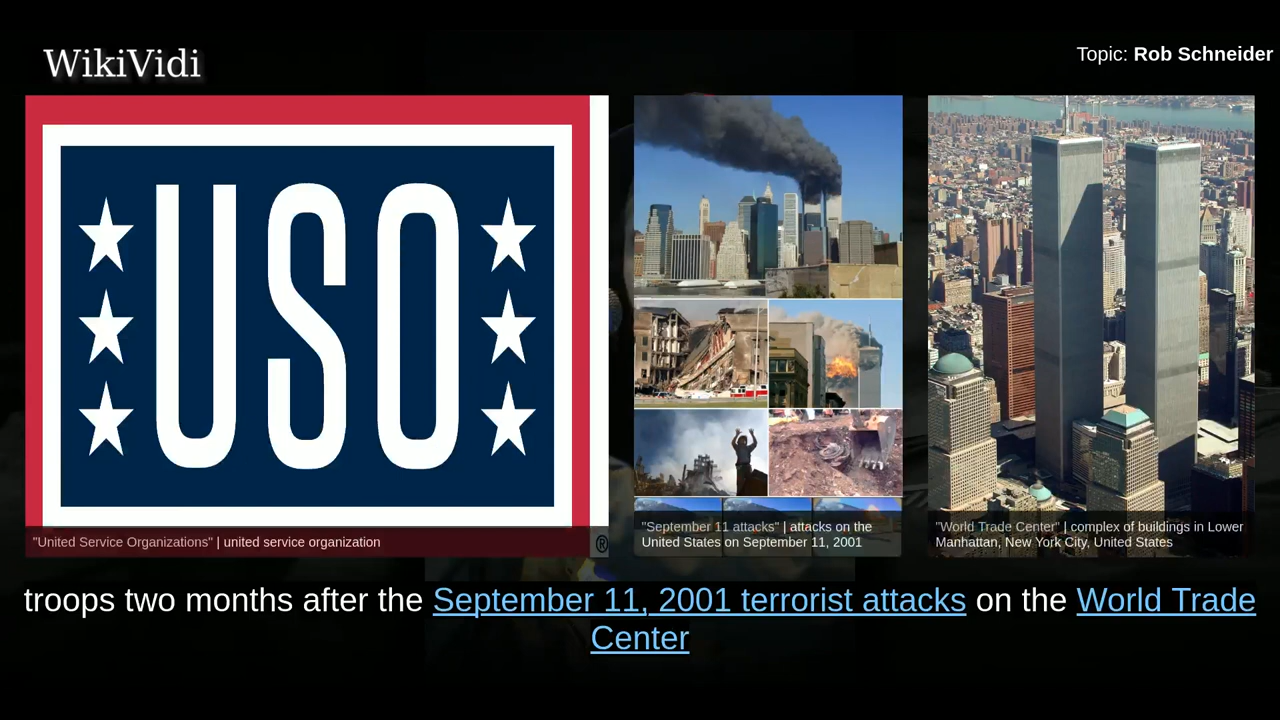 WikiVidi
Topic: Rob Schneider
USO
®
"United Service Organizations" | united service organization
"September 11 attacks" | attacks on the
United States on September 11, 2001
"World Trade Center" | complex of buildings in Lower
Manhattan, New York City, United States
troops two months after the September 11, 2001 terrorist attacks on the World Trade
Center